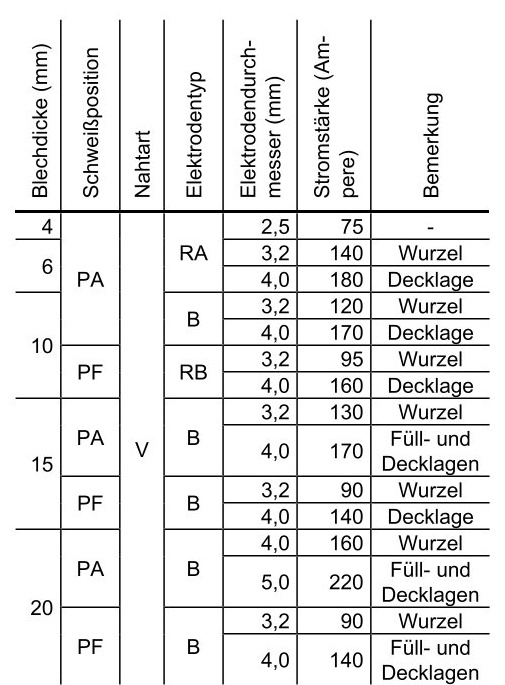 Blechdicke (mm)
Schweißposition
Nahtart
Elektrodentyp
Elektrodendurch-
messer (mm)
Stromstärke (Am-
pere)
Bemerkung
4 PA V RA 2,5 75 -
6 3,2 140 Wurzel
4,0 180 Decklage
10 B 3,2 120 Wurzel
4,0 170 Decklage
PF RB 3,2 95 Wurzel
4,0 160 Decklage
15 PA B 3,2 130 Wurzel
4,0 170 Füll- und
Decklagen
PF B 3,2 90 Wurzel
4,0 140 Decklage
20 PA B 4,0 160 Wurzel
5,0 220 Füll- und
Decklagen
PF B 3,2 90 Wurzel
4,0 140 Füll- und
Decklagen